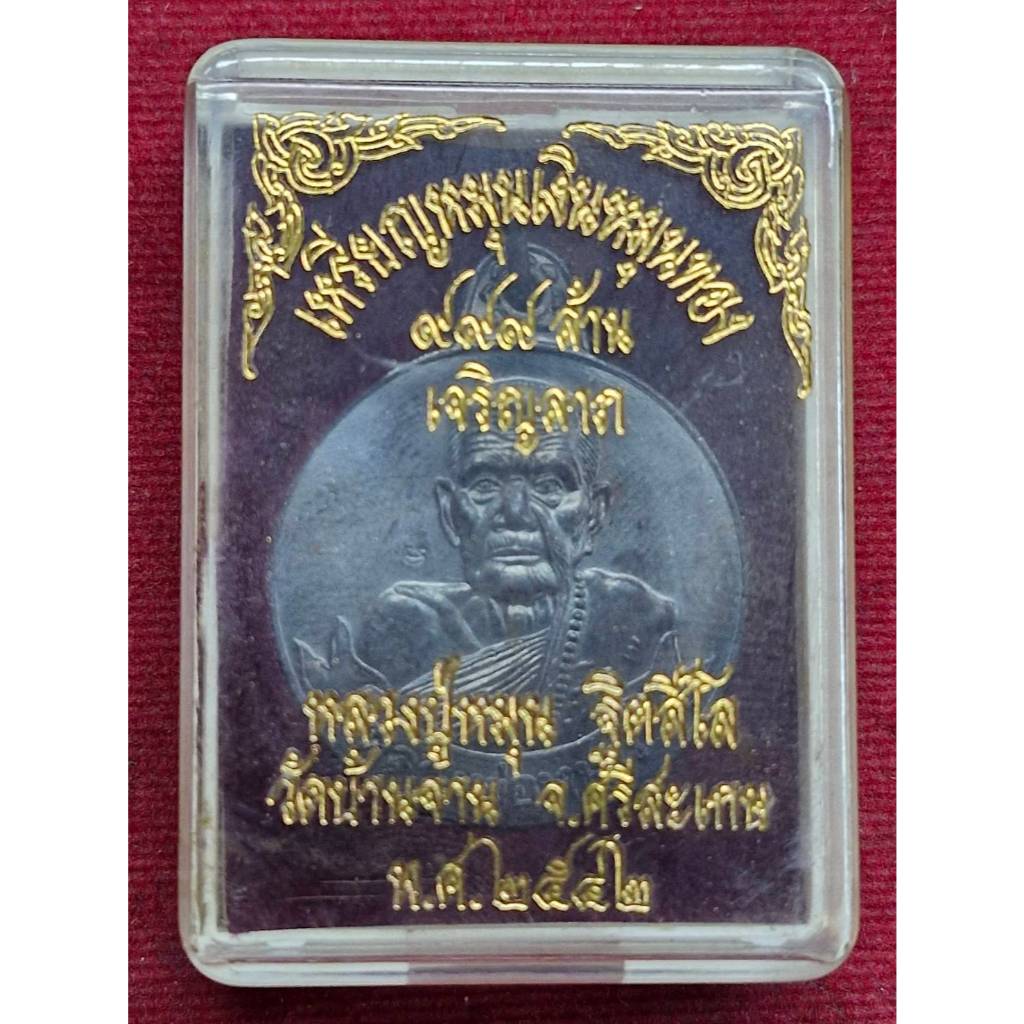 เหรียญหมุนเงินหมุนทอง
๙๙๙ ล้าน
เจริญลาภ
หลวงปู่หมุน ฐิตสีโล
วัดบ้านจาน จ.ศรีสะเกษ
พ.ศ.๒๕๔๒